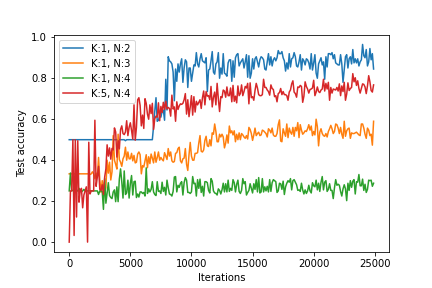 1.0
0.8
0.6
0.4
0.2
0.0
Test accuracy
K:1, N:2
K:1, N:3
K:1, N:4
K:5, N:4
0 5000 10000 15000 20000 25000
Iterations